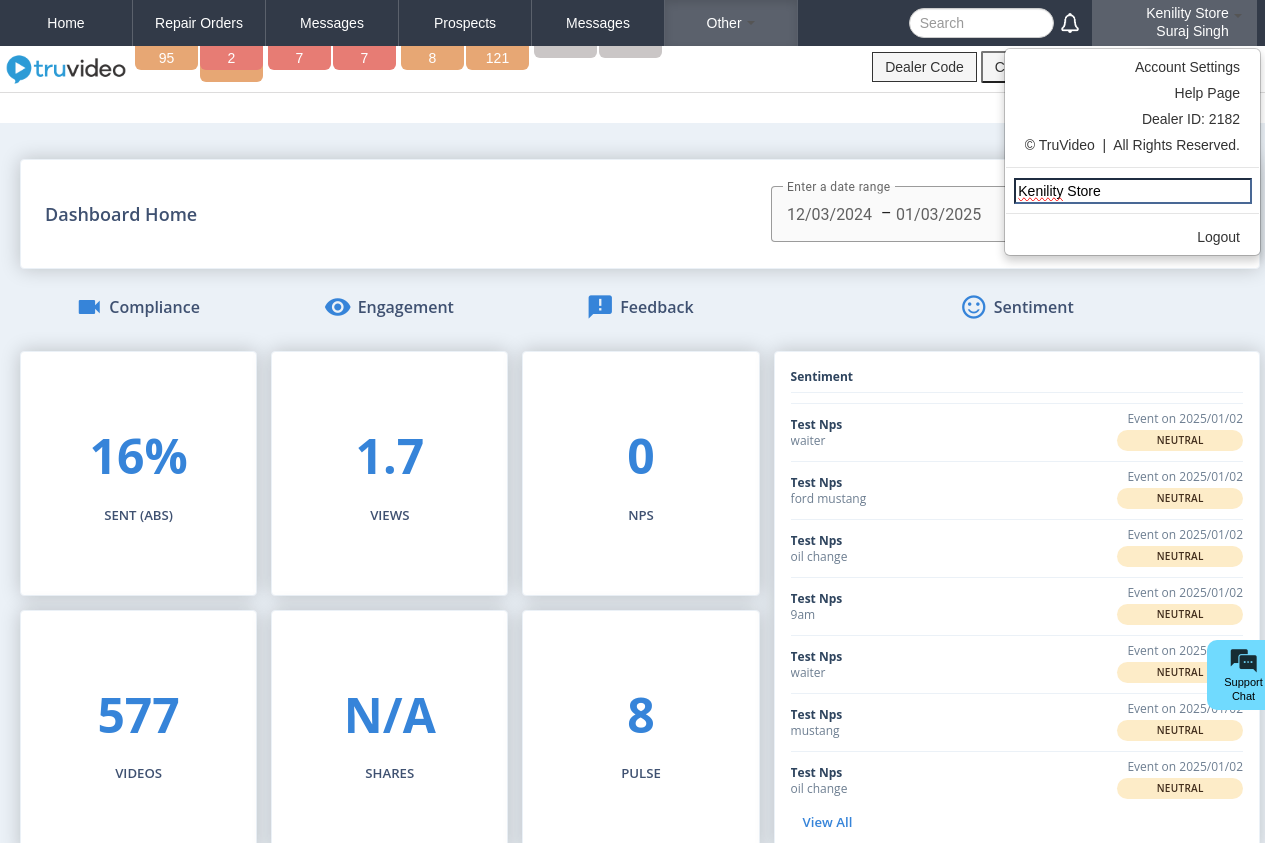 Home
Repair Orders
Messages
Prospects
Messages
Other
Search
Kenility Store
Suraj Singh
truvideo
95
2
7
7
8
121
Dealer Code
Account Settings
Help Page
Dealer ID: 2182
© TruVideo | All Rights Reserved.
Kenility Store
Logout
Dashboard Home
Enter a date range
12/03/2024 – 01/03/2025
Compliance
Engagement
Feedback
Sentiment
16%
SENT (ABS)
1.7
VIEWS
0
NPS
577
VIDEOS
N/A
SHARES
8
PULSE
Sentiment
Test Nps
waiter
Event on 2025/01/02
NEUTRAL
Test Nps
ford mustang
Event on 2025/01/02
NEUTRAL
Test Nps
oil change
Event on 2025/01/02
NEUTRAL
Test Nps
9am
Event on 2025/01/02
NEUTRAL
Test Nps
waiter
Event on 2025
NEUTRAL
Test Nps
mustang
Event on 2025/01/02
NEUTRAL
Test Nps
oil change
Event on 2025/01/02
NEUTRAL
View All
Support
Chat